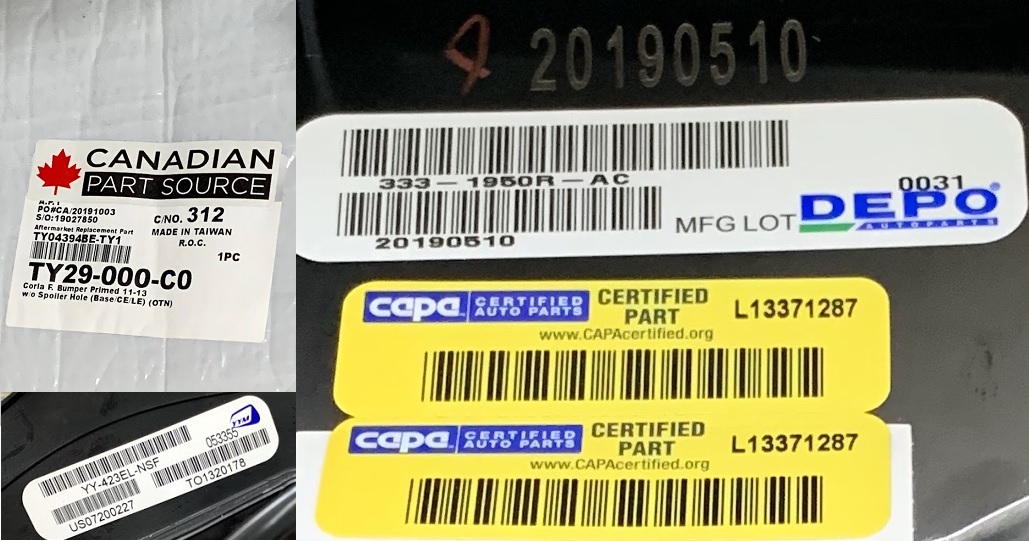 CANADIAN
PART SOURCE
PO#CA/20191003
S/O:19027850
C/NO. 312
Aftermarket Replacement Part
MADE IN TAIWAN
TY04394BE-TY1
R.O.C.
1PC
TY29-000-C0
Corla F. Bumper Primed 11-13
w/o Spoiler Hole (Base/CE/LE) (OTN)
TYM
053355
YY-423EL-NSF
TO1320178
US07200227
20190510
333-1950R-AC
0031
MFG LOT DEPO®
AUTOPARTS
20190510
capa CERTIFIED AUTO PARTS
CERTIFIED PART
L13371287
www.CAPAcertified.org
capa CERTIFIED AUTO PARTS
CERTIFIED PART
L13371287
www.CAPAcertified.org